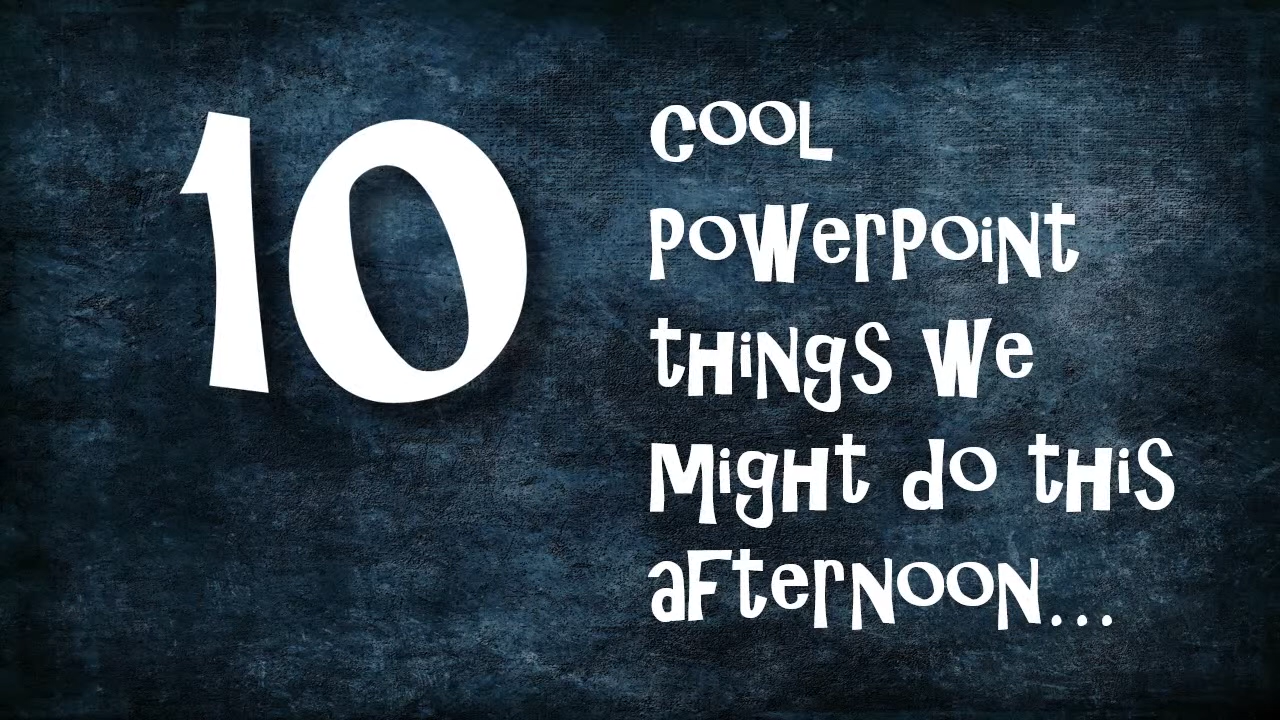 10
COOL
POWERPOINT
THINGS WE
MIGHT DO THIS
AFTERNOON...